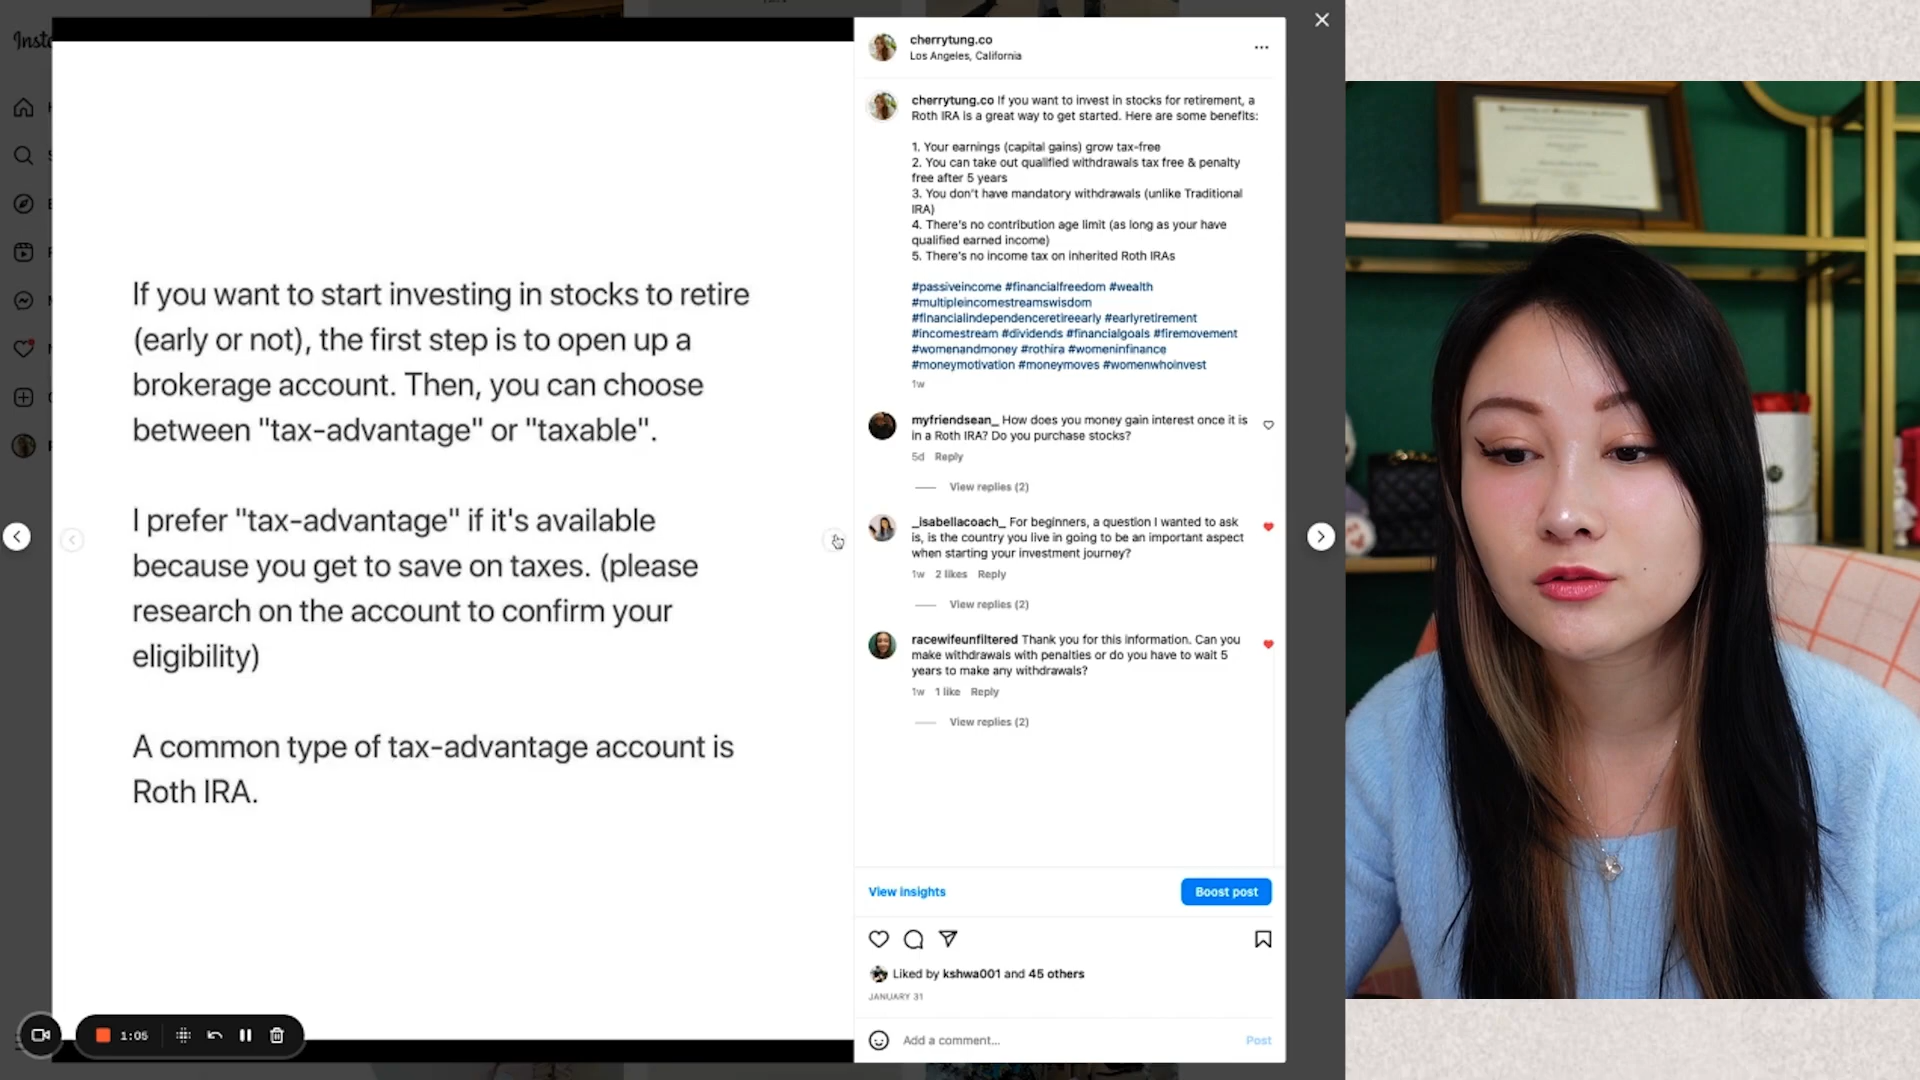 Inst
If you want to start investing in stocks to retire
(early or not), the first step is to open up a
brokerage account. Then, you can choose
between "tax-advantage" or "taxable".
I prefer "tax-advantage" if it's available
because you get to save on taxes. (please
research on the account to confirm your
eligibility)
A common type of tax-advantage account is
Roth IRA.
1:05
cherrytung.co
Los Angeles, California
cherrytung.co If you want to invest in stocks for retirement, a
Roth IRA is a great way to get started. Here are some benefits:
1. Your earnings (capital gains) grow tax-free
2. You can take out qualified withdrawals tax free & penalty
free after 5 years
3. You don't have mandatory withdrawals (unlike Traditional
IRA)
4. There's no contribution age limit (as long as your have
qualified earned income)
5. There's no income tax on inherited Roth IRAs
#passiveincome #financialfreedom #wealth
#multipleincomestreamswisdom
#financialindependenceretireearly #earlyretirement
#incomestream #dividends #financialgoals #firemovement
#womenandmoney #rothira #womeninfinance
#moneymotivation #moneymoves #womenwhoinvest
1w
myfriendsean_ How does you money gain interest once it is
in a Roth IRA? Do you purchase stocks?
5d Reply
View replies (2)
_isabellacoach_ For beginners, a question I wanted to ask
is, is the country you live in going to be an important aspect
when starting your investment journey?
1w 2 likes Reply
View replies (2)
racewifeunfiltered Thank you for this information. Can you
make withdrawals with penalties or do you have to wait 5
years to make any withdrawals?
1w 1 like Reply
View replies (2)
View insights
Boost post
Liked by kshwa001 and 45 others
JANUARY 31
Add a comment...
Post